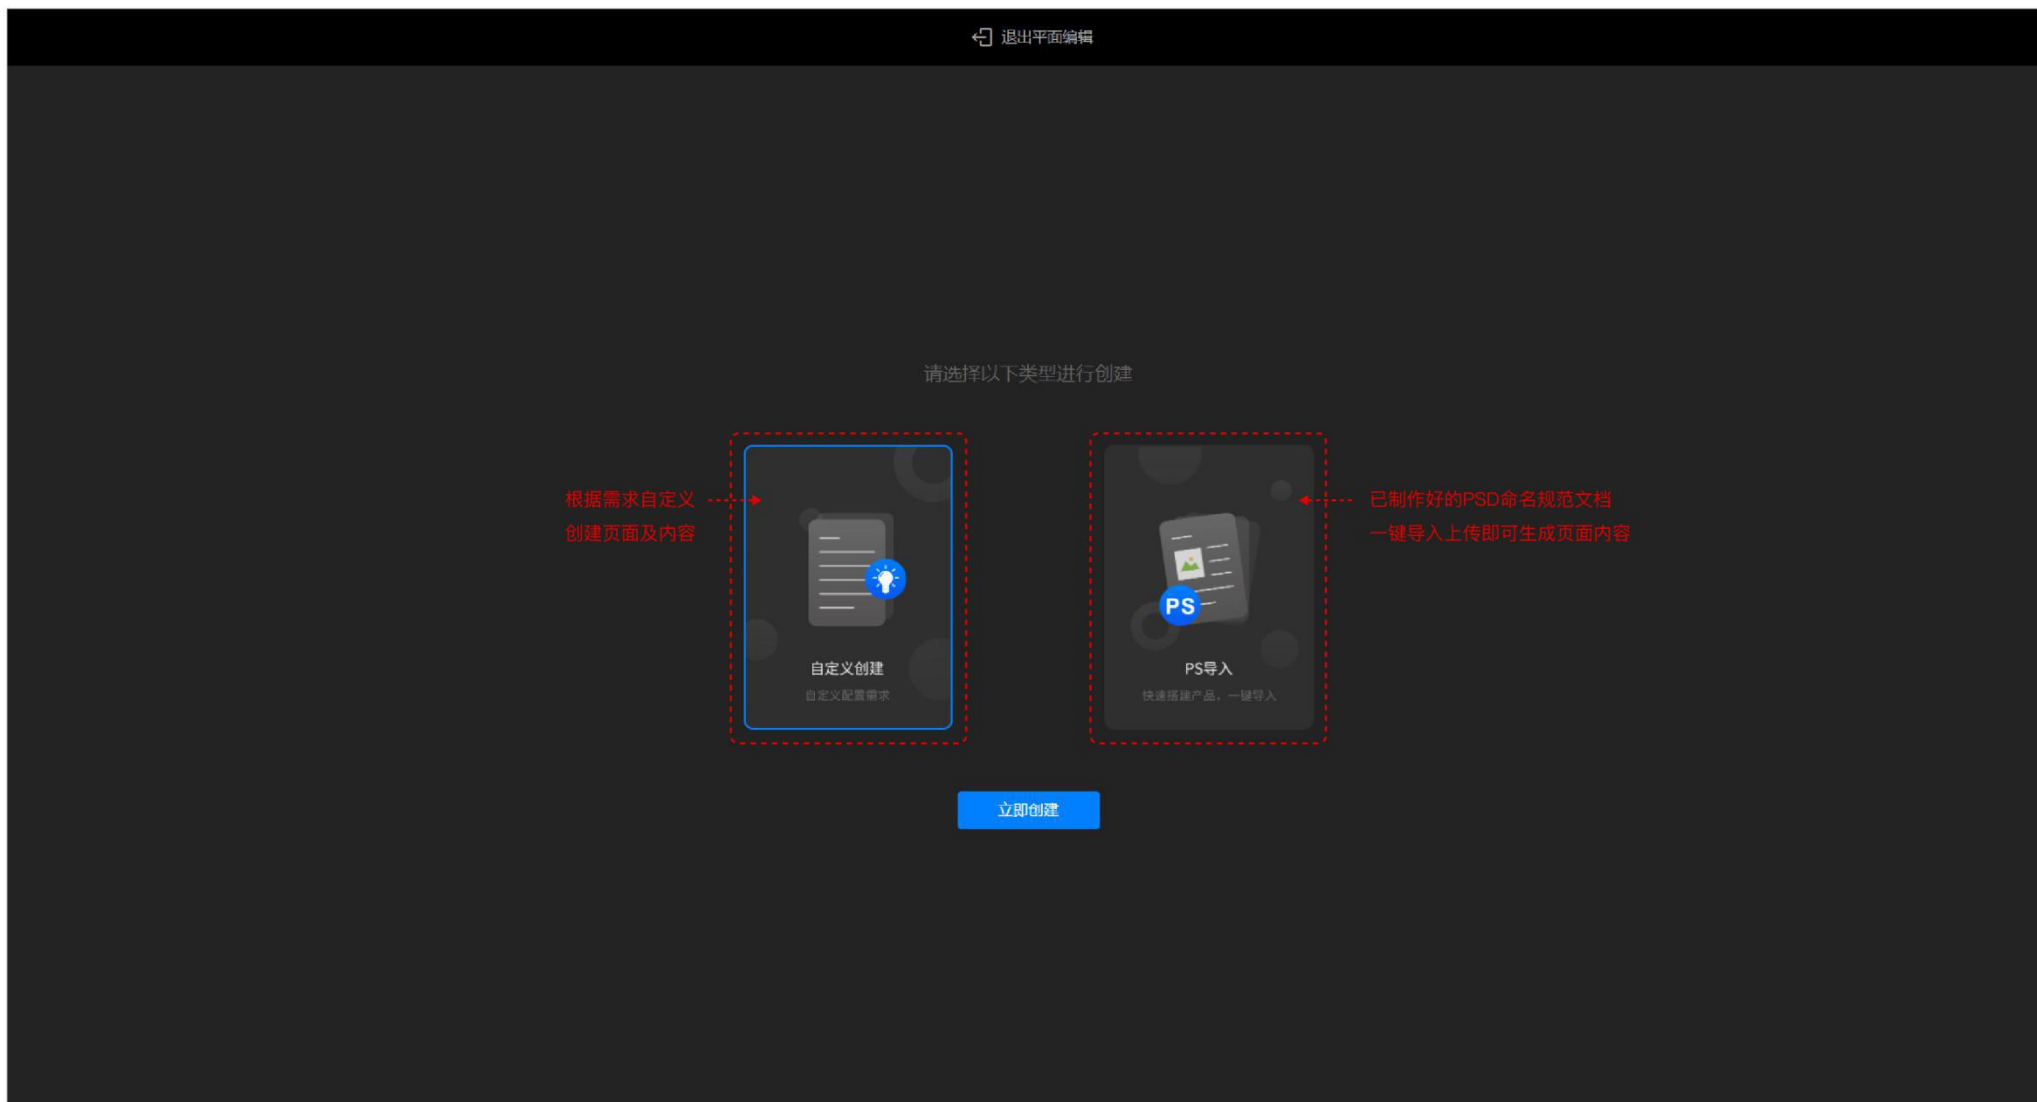 退出平面编辑
请选择以下类型进行创建
根据需求自定义
创建页面及内容
自定义创建
自定义配置需求
PS
PS导入
快速搭建产品，一键导入
已制作好的PSD命名规范文档
一键导入上传即可生成页面内容
立即创建